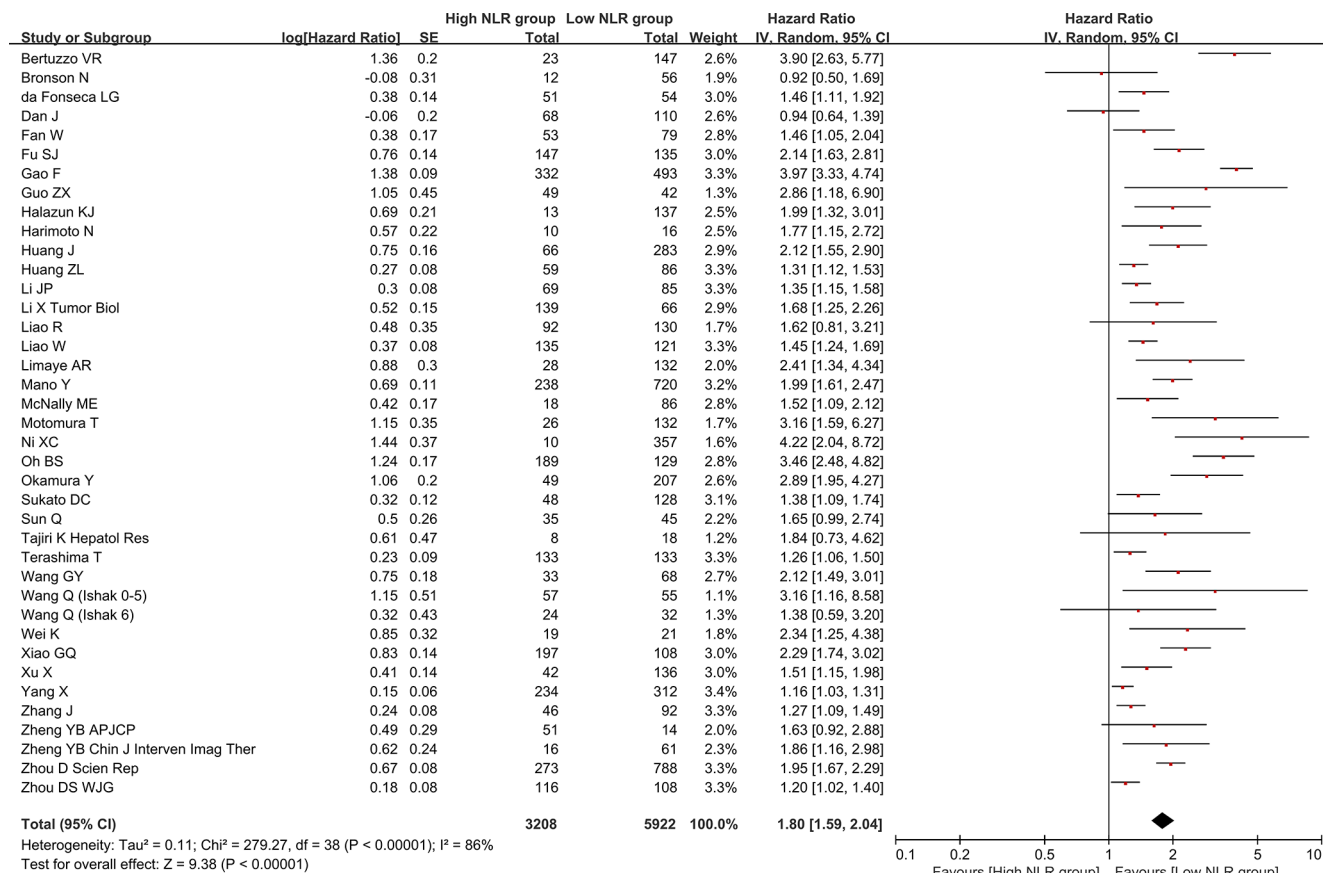 High NLR group Low NLR group Hazard Ratio Hazard Ratio
Study or Subgroup log[Hazard Ratio] SE Total Total Weight IV, Random, 95% CI IV, Random, 95% CI
Bertuzzo VR 1.36 0.2 23 147 2.6% 3.90 [2.63, 5.77]
Bronson N -0.08 0.31 12 56 1.9% 0.92 [0.50, 1.69]
da Fonseca LG 0.38 0.14 51 54 3.0% 1.46 [1.11, 1.92]
Dan J -0.06 0.2 68 110 2.6% 0.94 [0.64, 1.39]
Fan W 0.38 0.17 53 79 2.8% 1.46 [1.05, 2.04]
Fu SJ 0.76 0.14 147 135 3.0% 2.14 [1.63, 2.81]
Gao F 1.38 0.09 332 493 3.3% 3.97 [3.33, 4.74]
Guo ZX 1.05 0.45 49 42 1.3% 2.86 [1.18, 6.90]
Halazun KJ 0.69 0.21 13 137 2.5% 1.99 [1.32, 3.01]
Harimoto N 0.57 0.22 10 16 2.4% 1.77 [1.15, 2.72]
Huang J 0.75 0.16 66 283 2.9% 2.12 [1.55, 2.90]
Huang ZL 0.27 0.08 59 86 3.3% 1.31 [1.12, 1.53]
Li JP 0.3 0.08 69 85 3.3% 1.35 [1.15, 1.58]
Li X Tumor Biol 0.52 0.15 139 66 2.9% 1.68 [1.25, 2.26]
Liao R 0.48 0.35 92 130 1.7% 1.62 [0.81, 3.21]
Liao W 0.37 0.08 135 121 3.3% 1.45 [1.24, 1.69]
Limaye AR 0.88 0.3 28 132 2.0% 2.41 [1.34, 4.34]
Mano Y 0.69 0.11 238 720 3.2% 1.99 [1.61, 2.47]
McNally ME 0.42 0.17 18 86 2.8% 1.52 [1.09, 2.12]
Motomura T 1.15 0.35 26 132 1.7% 3.16 [1.59, 6.27]
Ni XC 1.44 0.37 10 357 1.6% 4.22 [2.04, 8.72]
Oh BS 1.24 0.17 189 129 2.8% 3.46 [2.48, 4.82]
Okamura Y 1.06 0.2 49 207 2.6% 2.89 [1.95, 4.27]
Sukato DC 0.32 0.12 48 128 3.1% 1.38 [1.09, 1.74]
Sun Q 0.5 0.26 35 45 2.2% 1.65 [0.99, 2.74]
Tajiri K Hepatol Res 0.61 0.47 8 18 1.2% 1.84 [0.73, 4.62]
Terashima T 0.23 0.09 133 133 3.3% 1.26 [1.06, 1.50]
Wang GY 0.75 0.18 33 68 2.7% 2.12 [1.49, 3.01]
Wang Q (Ishak 0-5) 1.15 0.51 57 55 1.1% 3.16 [1.16, 8.58]
Wang Q (Ishak 6) 0.32 0.43 24 32 1.3% 1.38 [0.59, 3.20]
Wei K 0.85 0.32 19 21 1.8% 2.34 [1.25, 4.38]
Xiao GQ 0.83 0.14 197 108 3.0% 2.29 [1.74, 3.02]
Xu X 0.41 0.14 42 136 3.0% 1.51 [1.15, 1.98]
Yang X 0.15 0.06 234 312 3.4% 1.16 [1.03, 1.31]
Zhang J 0.24 0.08 46 92 3.3% 1.27 [1.09, 1.49]
Zheng YB APJCP 0.49 0.29 51 14 2.0% 1.63 [0.92, 2.88]
Zheng YB Chin J Interven Imag Ther 0.62 0.24 16 61 2.3% 1.86 [1.16, 2.98]
Zhou D Scien Rep 0.67 0.08 273 788 3.3% 1.95 [1.67, 2.29]
Zhou DS WJG 0.18 0.08 116 108 3.3% 1.20 [1.02, 1.40]
Total (95% CI) 3208 5922 100.0% 1.80 [1.59, 2.04]
Heterogeneity: Tau² = 0.11; Chi² = 279.27, df = 38 (P < 0.00001); I² = 86%
Test for overall effect: Z = 9.38 (P < 0.00001)
0.1 0.2 0.5 1 2 5 10
Favours [High NLR group] Favours [Low NLR group]